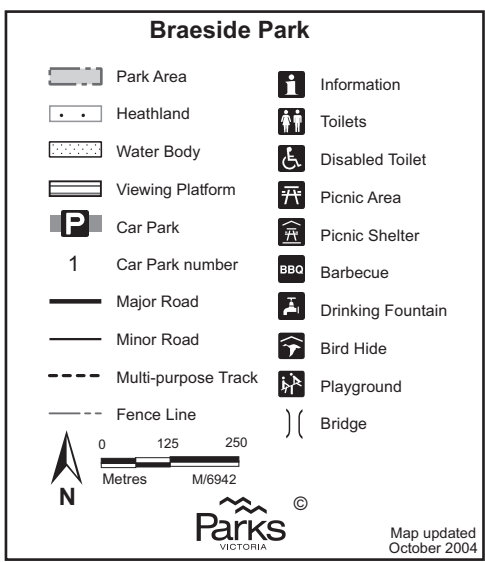 Braeside Park
Park Area
Heathland
Water Body
Viewing Platform
P
Car Park
1
Car Park number
Major Road
Minor Road
Multi-purpose Track
Fence Line
i
Information
Toilets
Disabled Toilet
Picnic Area
Picnic Shelter
BBQ
Barbecue
Drinking Fountain
Bird Hide
Playground
Bridge
0 125 250
Metres M/6942
N
©
Parks
VICTORIA
Map updated
October 2004